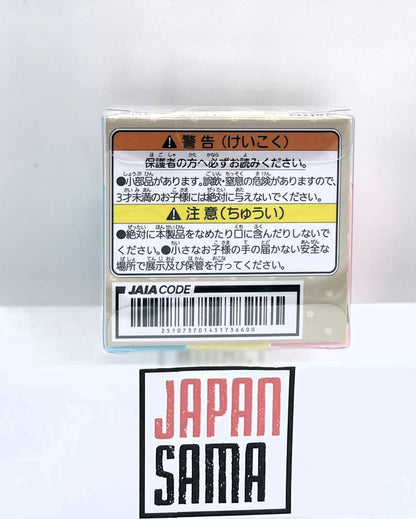 ⚠ 警告(けいこく)
保護者の方へ必ずお読みください。
●小部品があります。誤飲・窒息の危険がありますので、
3才未満のお子様には絶対に与えないでください。
⚠ 注意(ちゅうい)
●絶対に本製品をなめたり口に含んだりしない
でください。●小さなお子様の手の届かない安全な
場所で展示及び保管を行ってください。
JAIA CODE
251073701451736600
JAPAN
SAMA